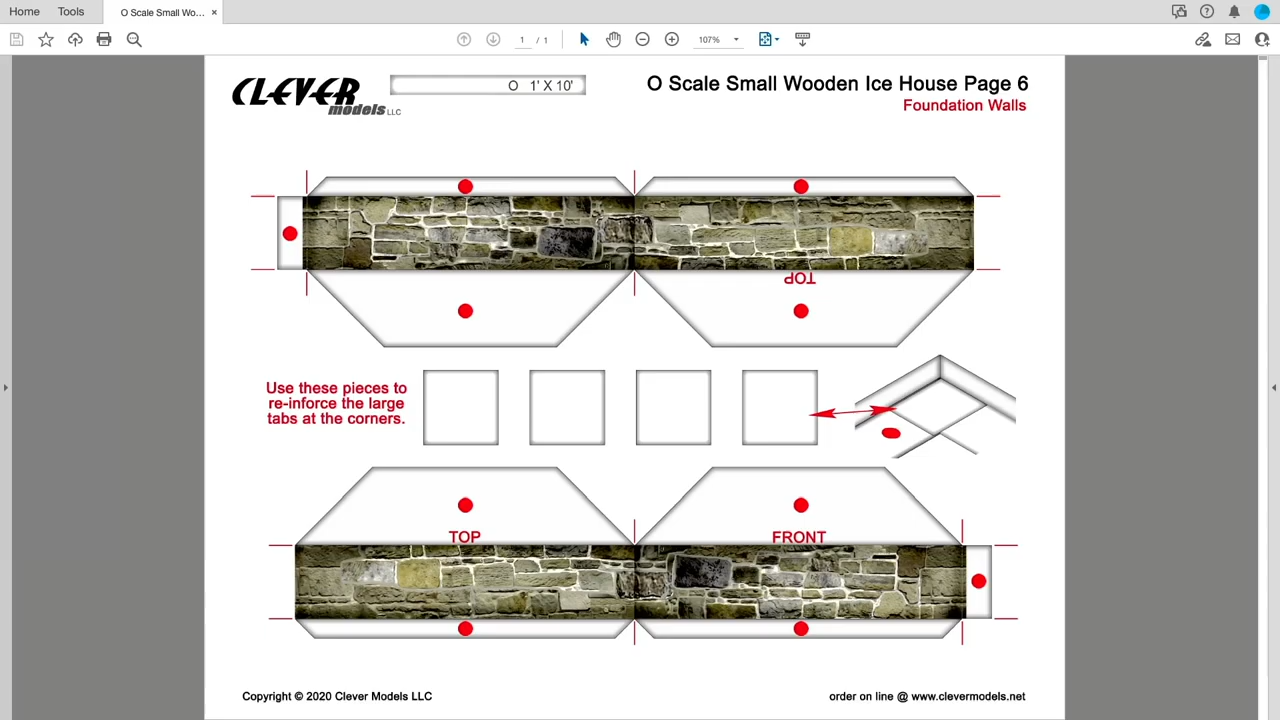 Home Tools O Scale Small Wo... ×
1 / 1 107%
CLEVER
models LLC
O 1' X 10'
O Scale Small Wooden Ice House Page 6
Foundation Walls
TOP
Use these pieces to
re-inforce the large
tabs at the corners.
TOP FRONT
Copyright © 2020 Clever Models LLC order on line @ www.clevermodels.net